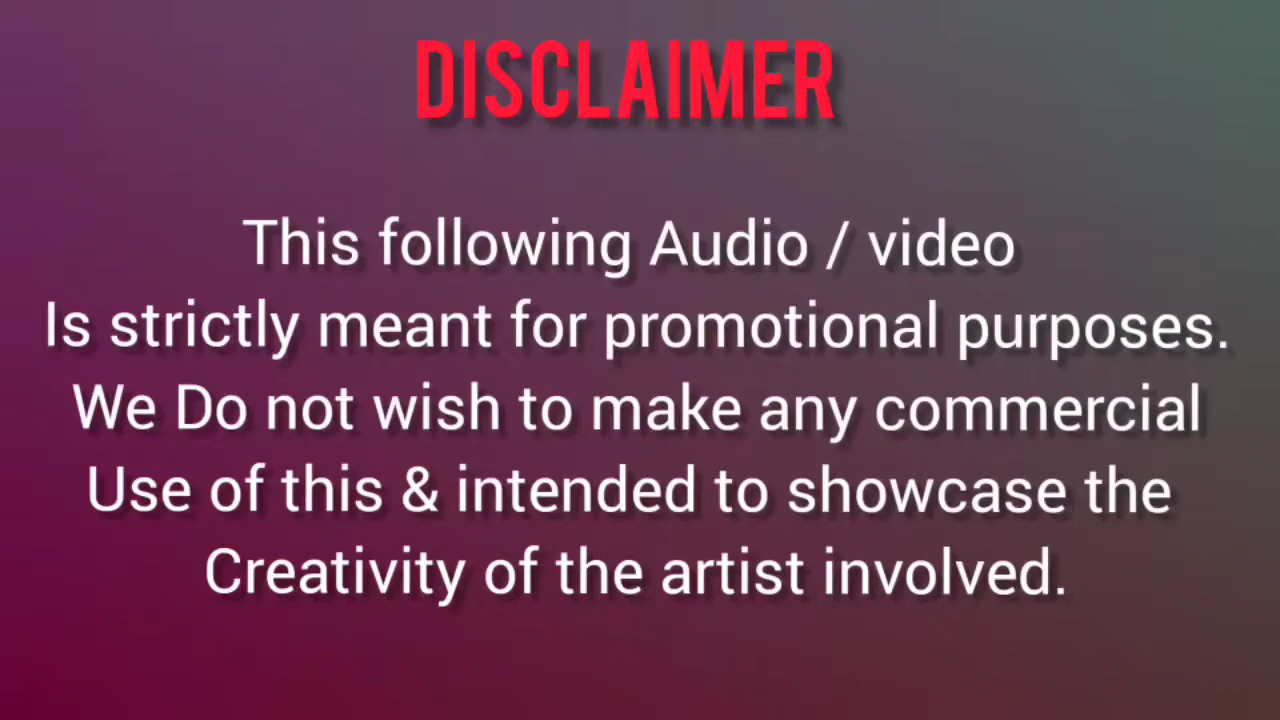 DISCLAIMER
This following Audio / video
Is strictly meant for promotional purposes.
We Do not wish to make any commercial
Use of this & intended to showcase the
Creativity of the artist involved.